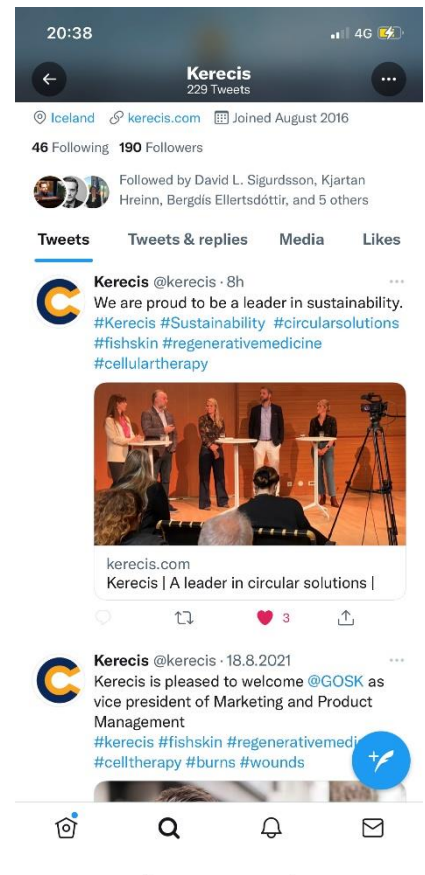 20:38
4G
Kerecis
229 Tweets
Iceland kerecis.com Joined August 2016
46 Following 190 Followers
Followed by David L. Sigurdsson, Kjartan
Hreinn, Bergdís Ellertsdóttir, and 5 others
Tweets Tweets & replies Media Likes
Kerecis @kerecis · 8h
We are proud to be a leader in sustainability.
#Kerecis #Sustainability #circularsolutions
#fishskin #regenerativemedicine
#cellulartherapy
kerecis.com
Kerecis | A leader in circular solutions |
3
Kerecis @kerecis · 18.8.2021
Kerecis is pleased to welcome @GOSK as
vice president of Marketing and Product
Management
#kerecis #fishskin #regenerativemedi
#celltherapy #burns #wounds